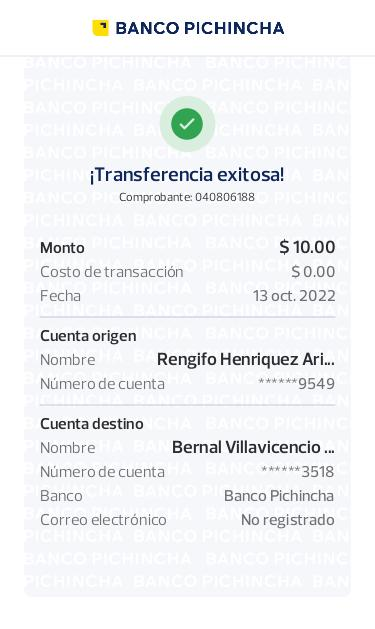 BANCO PICHINCHA
¡Transferencia exitosa!
Comprobante: 040806188
Monto $ 10.00
Costo de transacción $ 0.00
Fecha 13 oct. 2022
Cuenta origen
Nombre Rengifo Henriquez Ari...
Número de cuenta ******9549
Cuenta destino
Nombre Bernal Villavicencio ...
Número de cuenta ******3518
Banco Banco Pichincha
Correo electrónico No registrado